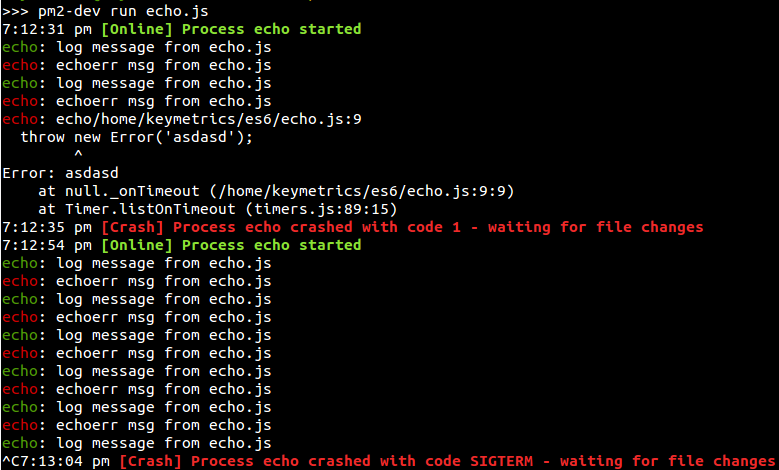 >>> pm2-dev run echo.js
7:12:31 pm [Online] Process echo started
echo: log message from echo.js
echo: echoerr msg from echo.js
echo: log message from echo.js
echo: echoerr msg from echo.js
echo: echo/home/keymetrics/es6/echo.js:9
  throw new Error('asdasd');
        ^
Error: asdasd
    at null._onTimeout (/home/keymetrics/es6/echo.js:9:9)
    at Timer.listOnTimeout (timers.js:89:15)
7:12:35 pm [Crash] Process echo crashed with code 1 - waiting for file changes
7:12:54 pm [Online] Process echo started
echo: log message from echo.js
echo: echoerr msg from echo.js
echo: log message from echo.js
echo: echoerr msg from echo.js
echo: log message from echo.js
echo: echoerr msg from echo.js
echo: log message from echo.js
echo: echoerr msg from echo.js
echo: log message from echo.js
echo: echoerr msg from echo.js
echo: log message from echo.js
^C7:13:04 pm [Crash] Process echo crashed with code SIGTERM - waiting for file changes